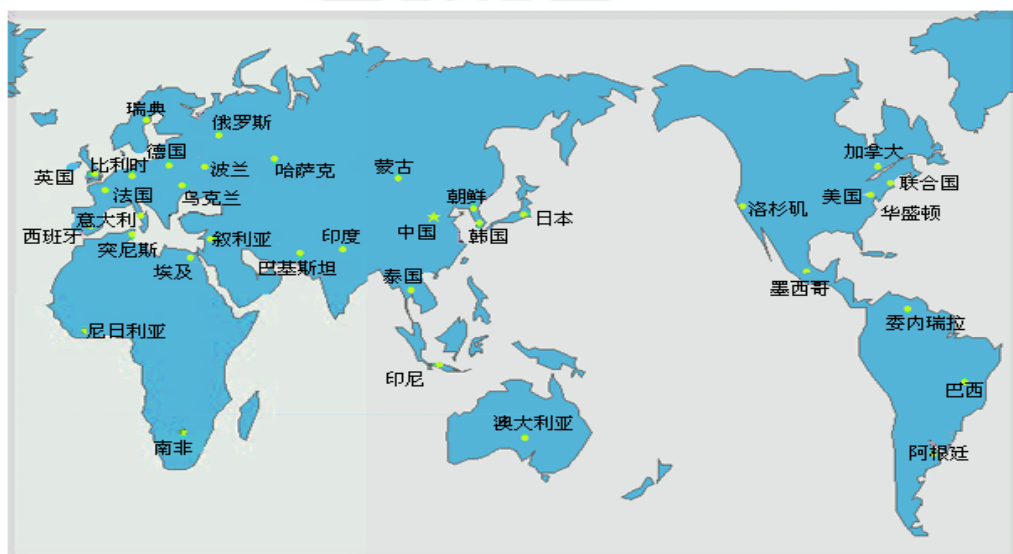 瑞典
俄罗斯
德国
比利时
波兰
哈萨克
蒙古
加拿大
英国
法国
乌克兰
朝鲜
美国
联合国
意大利
日本
洛杉矶
华盛顿
西班牙
突尼斯
叙利亚
印度
中国
韩国
埃及
巴基斯坦
泰国
墨西哥
尼日利亚
委内瑞拉
印尼
巴西
澳大利亚
南非
阿根廷